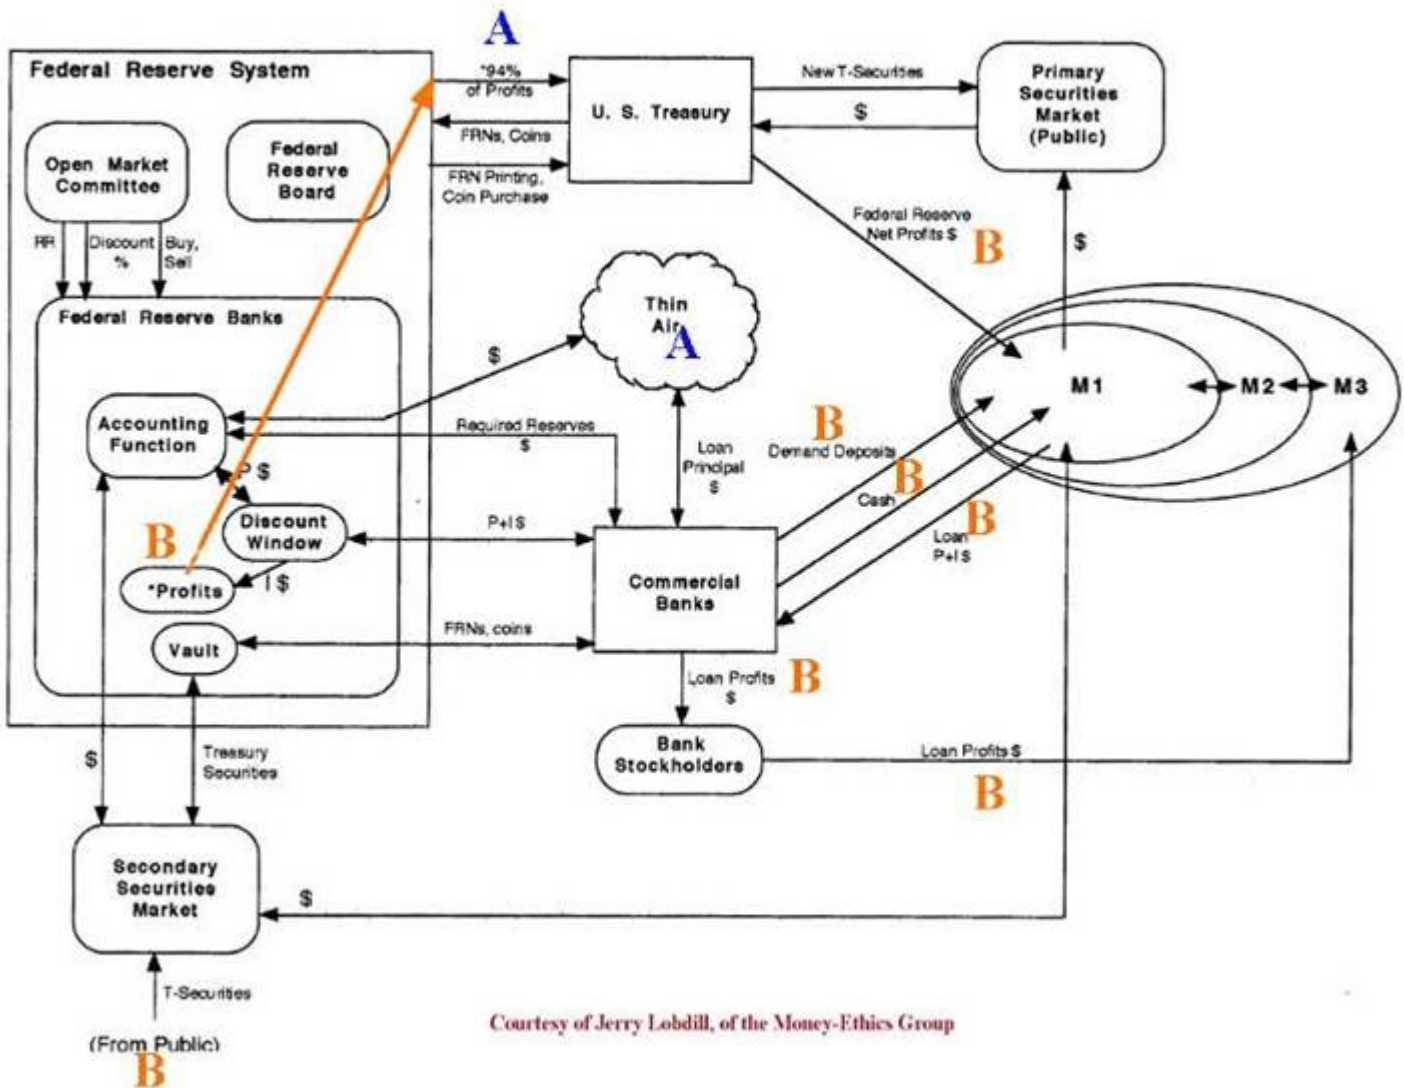 A
Federal Reserve System
*94%
of Profits
U. S. Treasury
New T-Securities
$
Primary
Securities
Market
(Public)
FRNs, Coins
FRN Printing,
Coin Purchase
Open Market
Committee
Federal
Reserve
Board
RR
Discount
%
Buy,
Sell
Federal Reserve
Net Profits $
B
$
Thin
Air
A
Federal Reserve Banks
$
M1
M2
M3
Accounting
Function
Required Reserves
$
Loan
Principal
$
B
Demand Deposits
B
Cash
B
Loan
P+I $
P $
B
Discount
Window
P+I $
I $
*Profits
Commercial
Banks
Vault
FRNs, coins
Loan Profits
$
B
Bank
Stockholders
Loan Profits $
B
$
Treasury
Securities
Secondary
Securities
Market
$
T-Securities
(From Public)
B
Courtesy of Jerry Lobdill, of the Money-Ethics Group